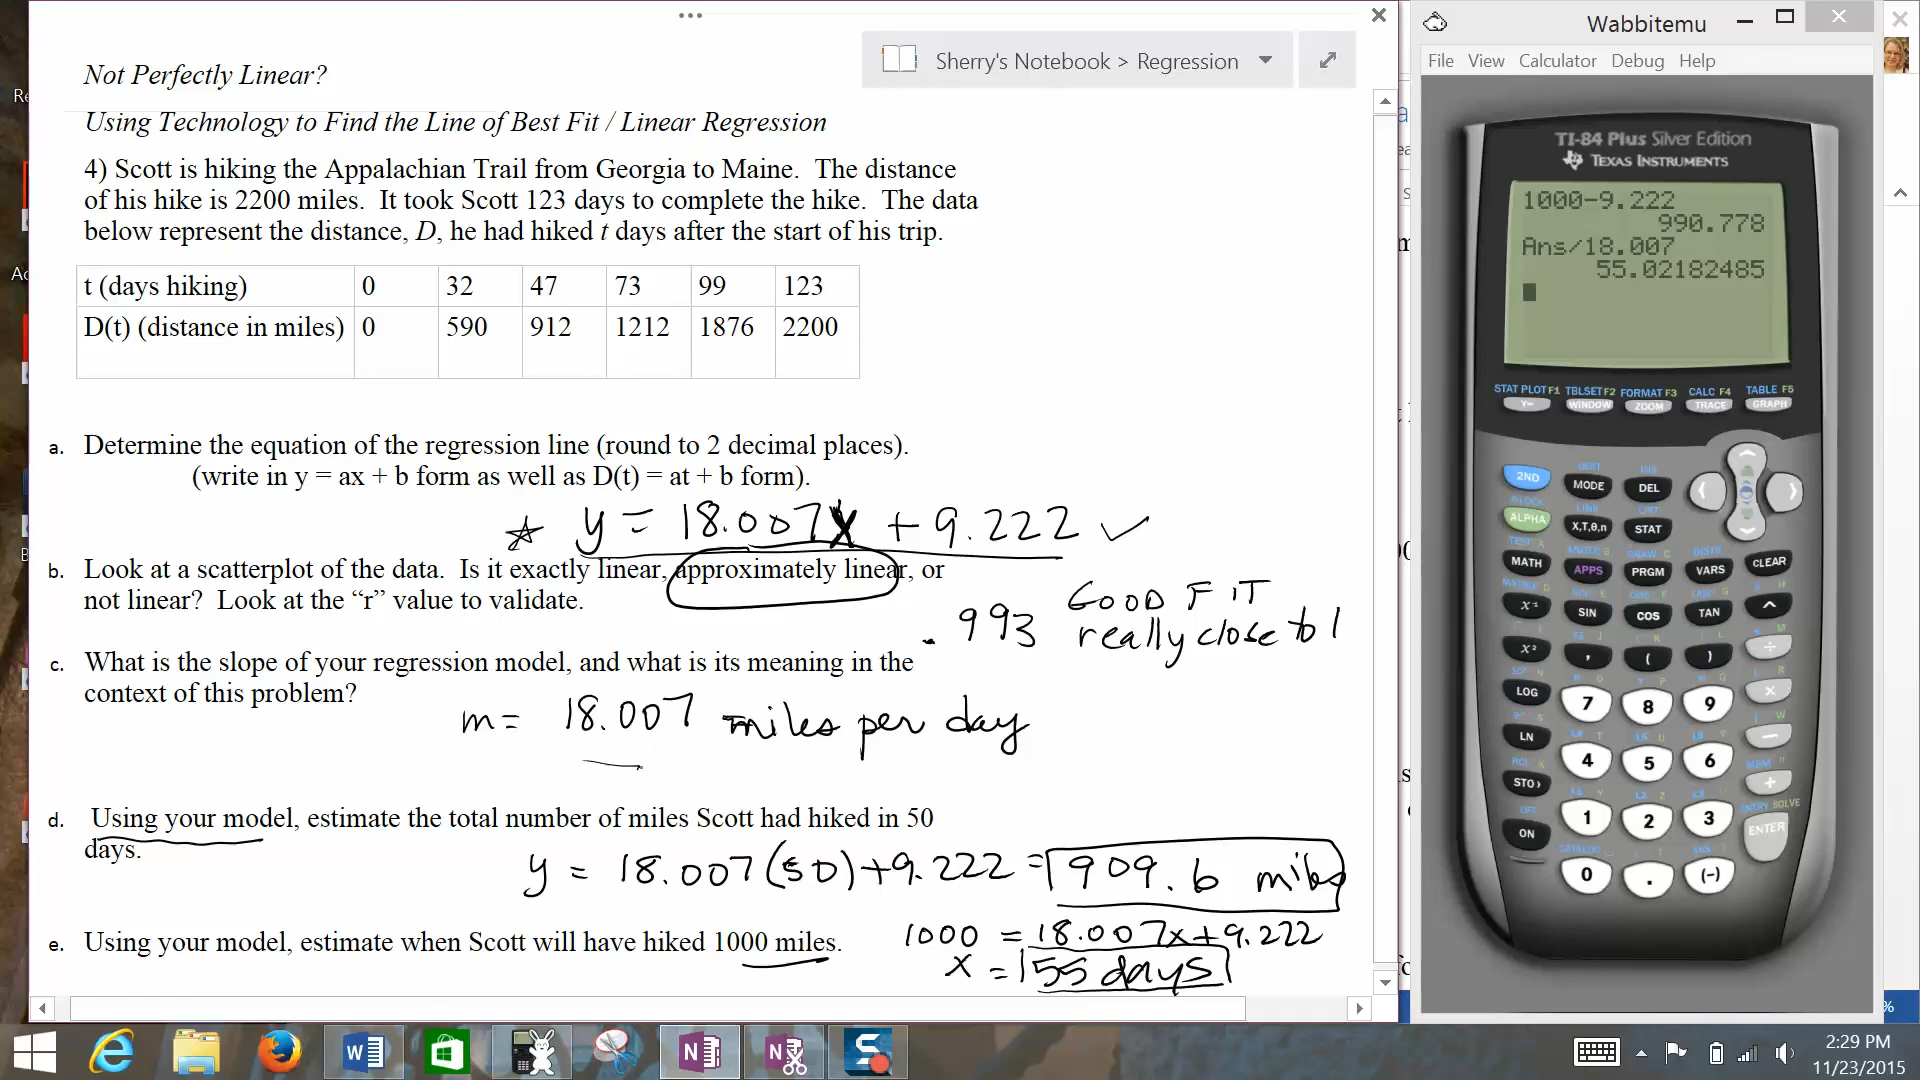 Not Perfectly Linear?
Sherry's Notebook > Regression
Using Technology to Find the Line of Best Fit / Linear Regression
4) Scott is hiking the Appalachian Trail from Georgia to Maine. The distance
of his hike is 2200 miles. It took Scott 123 days to complete the hike. The data
below represent the distance, D, he had hiked t days after the start of his trip.
t (days hiking) 0 32 47 73 99 123
D(t) (distance in miles) 0 590 912 1212 1876 2200
a. Determine the equation of the regression line (round to 2 decimal places).
(write in y = ax + b form as well as D(t) = at + b form).
y = 18.007x + 9.222
b. Look at a scatterplot of the data. Is it exactly linear, approximately linear, or
not linear? Look at the “r” value to validate.
.993 GOOD FIT
really close to 1
c. What is the slope of your regression model, and what is its meaning in the
context of this problem?
m = 18.007 miles per day
d. Using your model, estimate the total number of miles Scott had hiked in 50
days.
y = 18.007(50)+9.222 = 909.6 miles
e. Using your model, estimate when Scott will have hiked 1000 miles.
1000 = 18.007x+9.222
x = 55 days
Wabbitemu
File View Calculator Debug Help
TI-84 Plus Silver Edition
TEXAS INSTRUMENTS
1000-9.222
990.778
Ans/18.007
55.02182485
STAT PLOT F1 TBLSET F2 FORMAT F3 CALC F4 TABLE F5
Y= WINDOW ZOOM TRACE GRAPH
2ND MODE DEL
ALPHA X,T,θ,n STAT
MATH APPS PRGM VARS CLEAR
X⁻¹ SIN COS TAN ^
X² , ( ) ÷
LOG 7 8 9 ×
LN 4 5 6 −
STO› 1 2 3 +
ON 0 . (-) ENTER
2:29 PM
11/23/2015